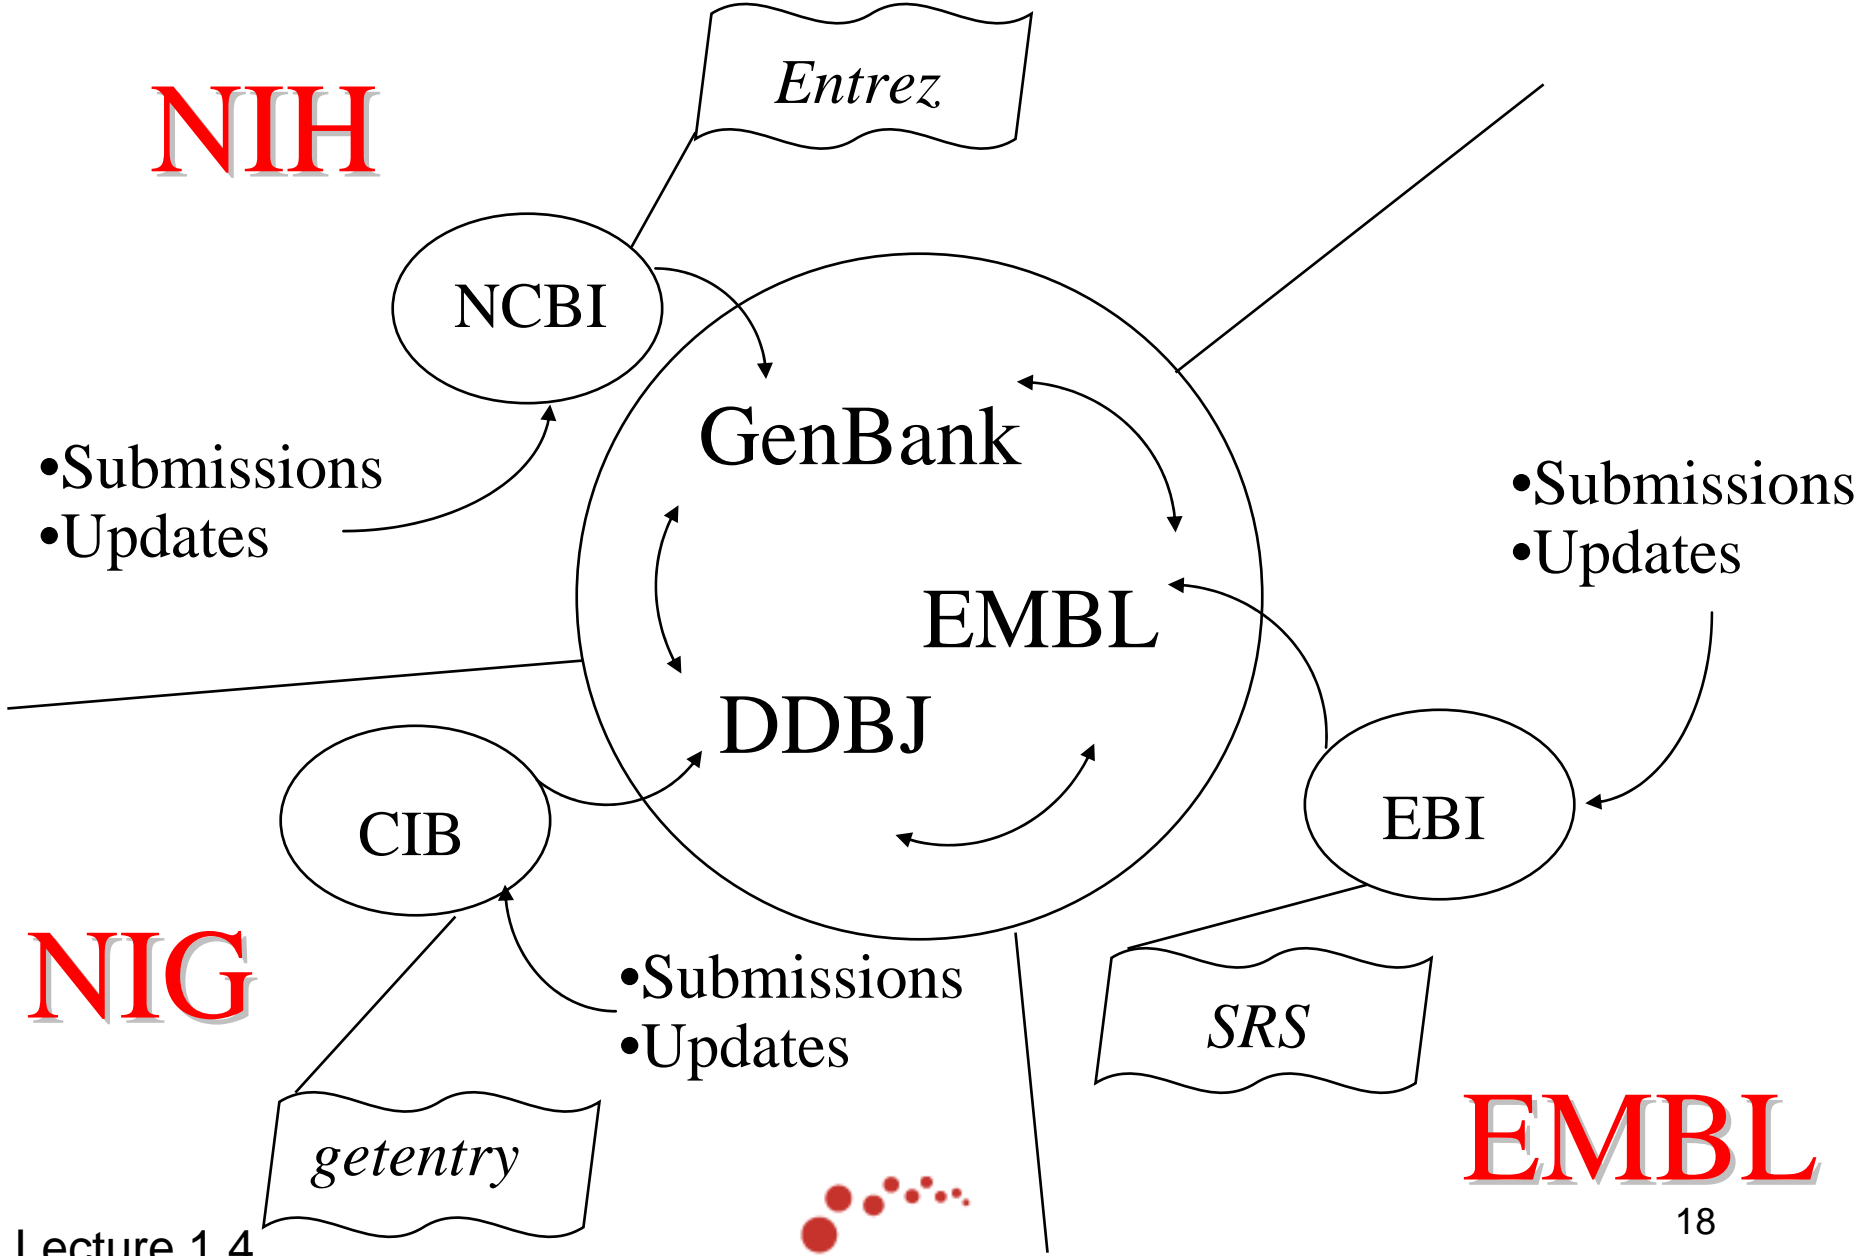 Entrez
NIH
NCBI
GenBank
•Submissions
•Updates
•Submissions
•Updates
EMBL
DDBJ
CIB
EBI
NIG
•Submissions
•Updates
SRS
getentry
EMBL
18
Lecture 1.4